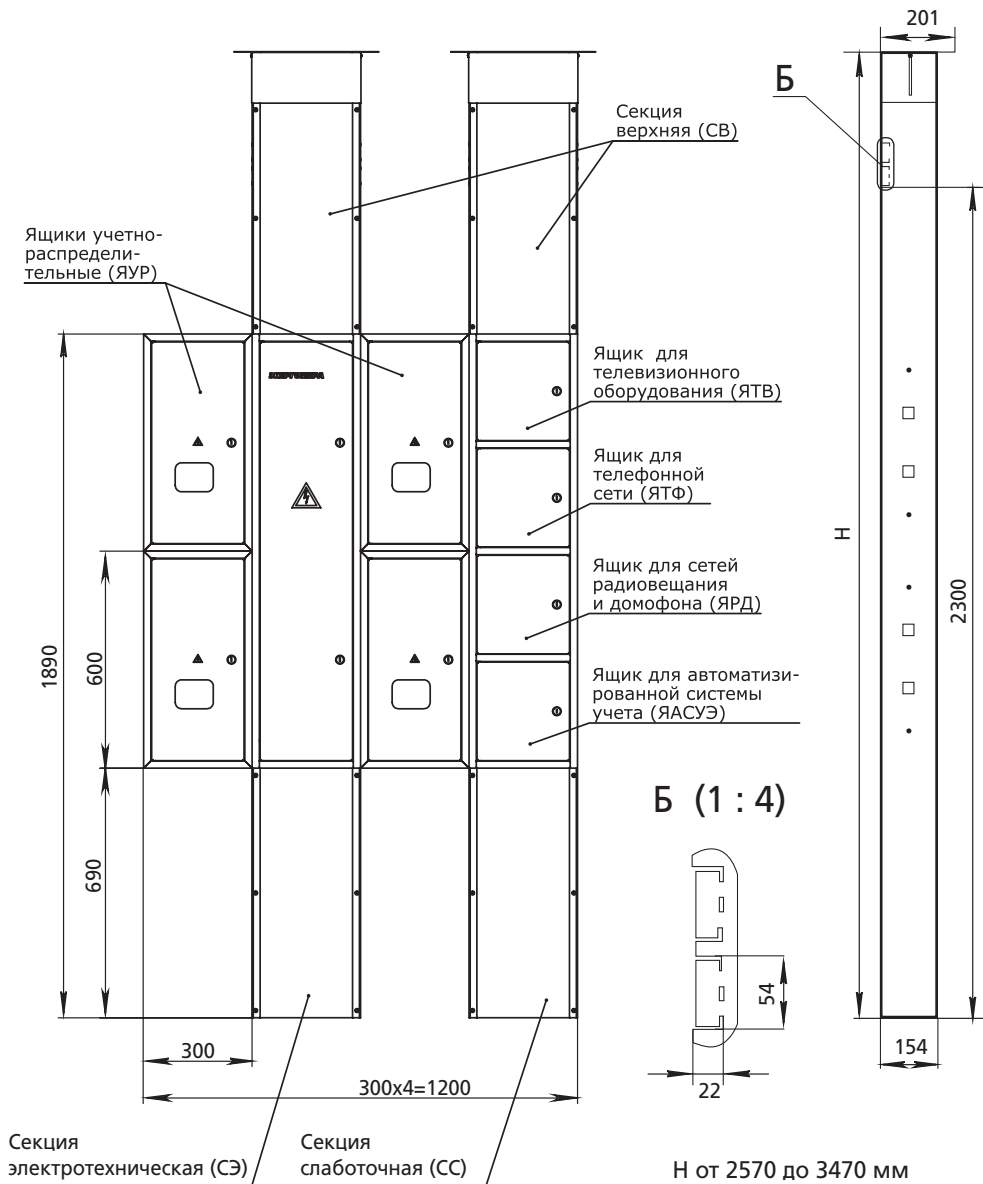 201
Б
Секция
верхняя (СВ)
Ящики учетно-
распредели-
тельные (ЯУР)
Ящик для
телевизионного
оборудования (ЯТВ)
Ящик для
телефонной
сети (ЯТФ)
H
2300
Ящик для сетей
радиовещания
и домофона (ЯРД)
1890
600
Ящик для автоматизи-
рованной системы
учета (ЯАСУЭ)
Б (1 : 4)
690
54
300
154
22
300x4=1200
Секция
электротехническая (СЭ)
Секция
слаботочная (СС)
Н от 2570 до 3470 мм